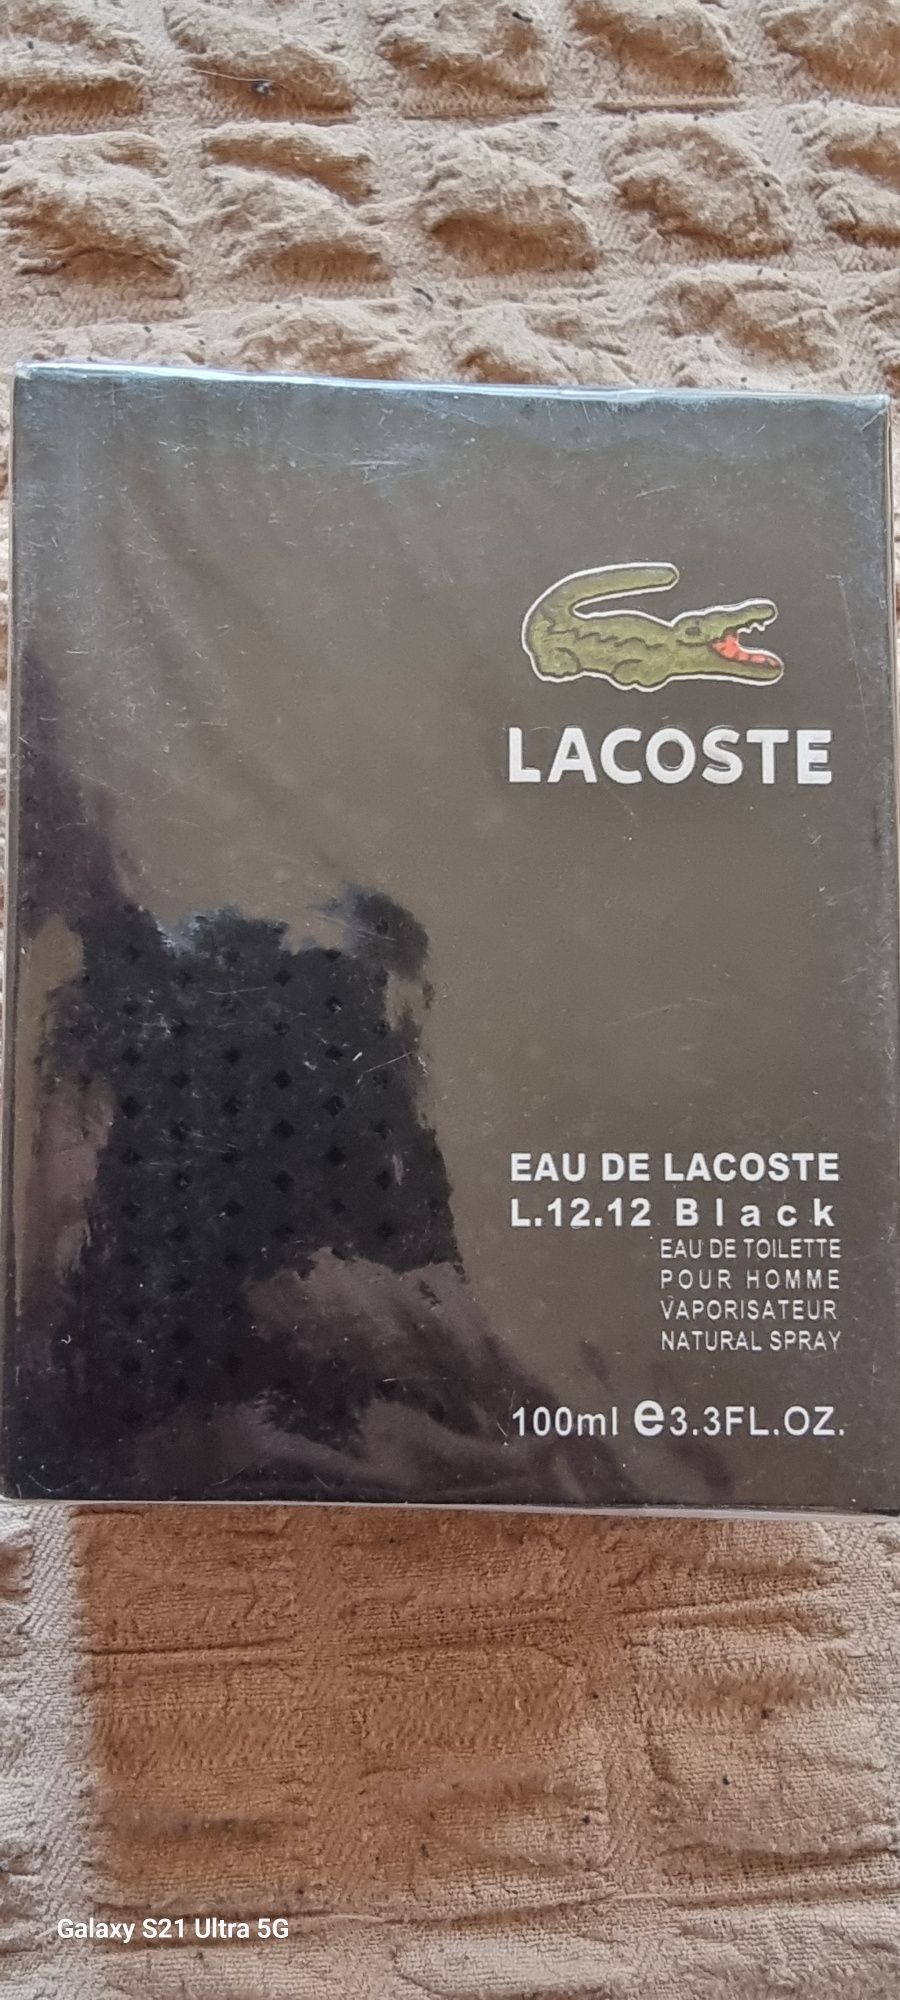 LACOSTE
EAU DE LACOSTE
L.12.12 Black
EAU DE TOILETTE
POUR HOMME
VAPORISATEUR
NATURAL SPRAY
100ml e3.3FL.OZ.
Galaxy S21 Ultra 5G